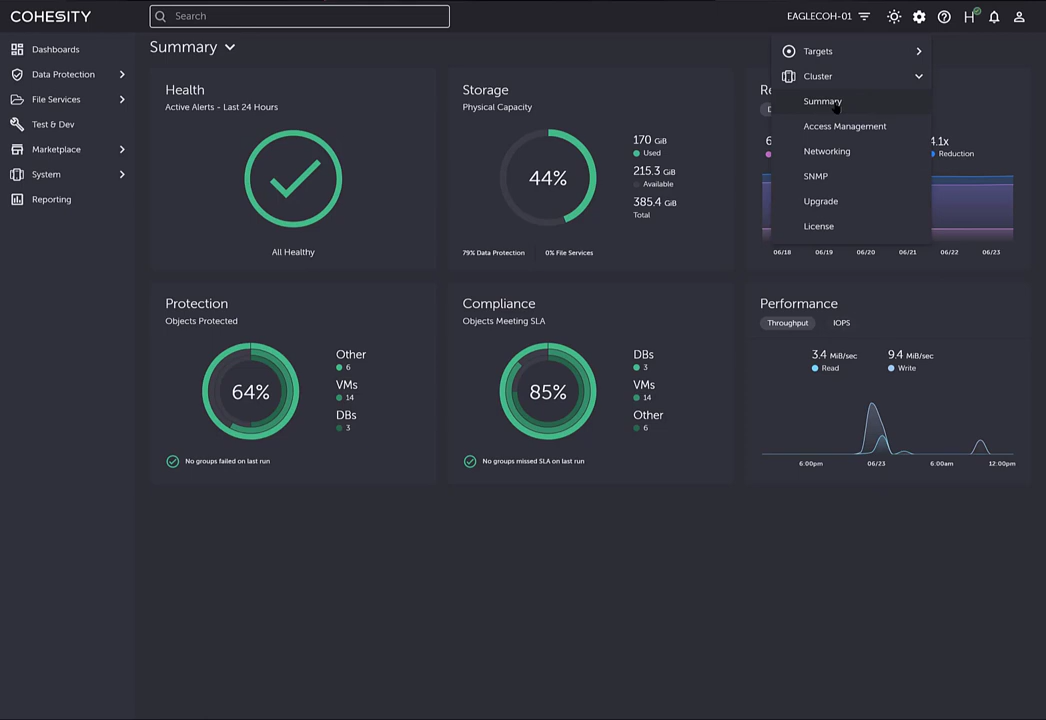 COHESITY
Search
EAGLECOH-01
H
Dashboards
Data Protection
File Services
Test & Dev
Marketplace
System
Reporting
Summary
Targets
Cluster
Summary
Access Management
Networking
SNMP
Upgrade
License
Health
Active Alerts - Last 24 Hours
All Healthy
Storage
Physical Capacity
44%
170 GiB
Used
215.3 GiB
Available
385.4 GiB
Total
79% Data Protection
0% File Services
Reduction
06/18 06/19 06/20 06/21 06/22 06/23
Protection
Objects Protected
64%
Other
6
VMs
14
DBs
3
No groups failed on last run
Compliance
Objects Meeting SLA
85%
DBs
3
VMs
14
Other
6
No groups missed SLA on last run
Performance
Throughput
IOPS
3.4 MiB/sec
Read
9.4 MiB/sec
Write
6:00pm 06/23 6:00am 12:00pm